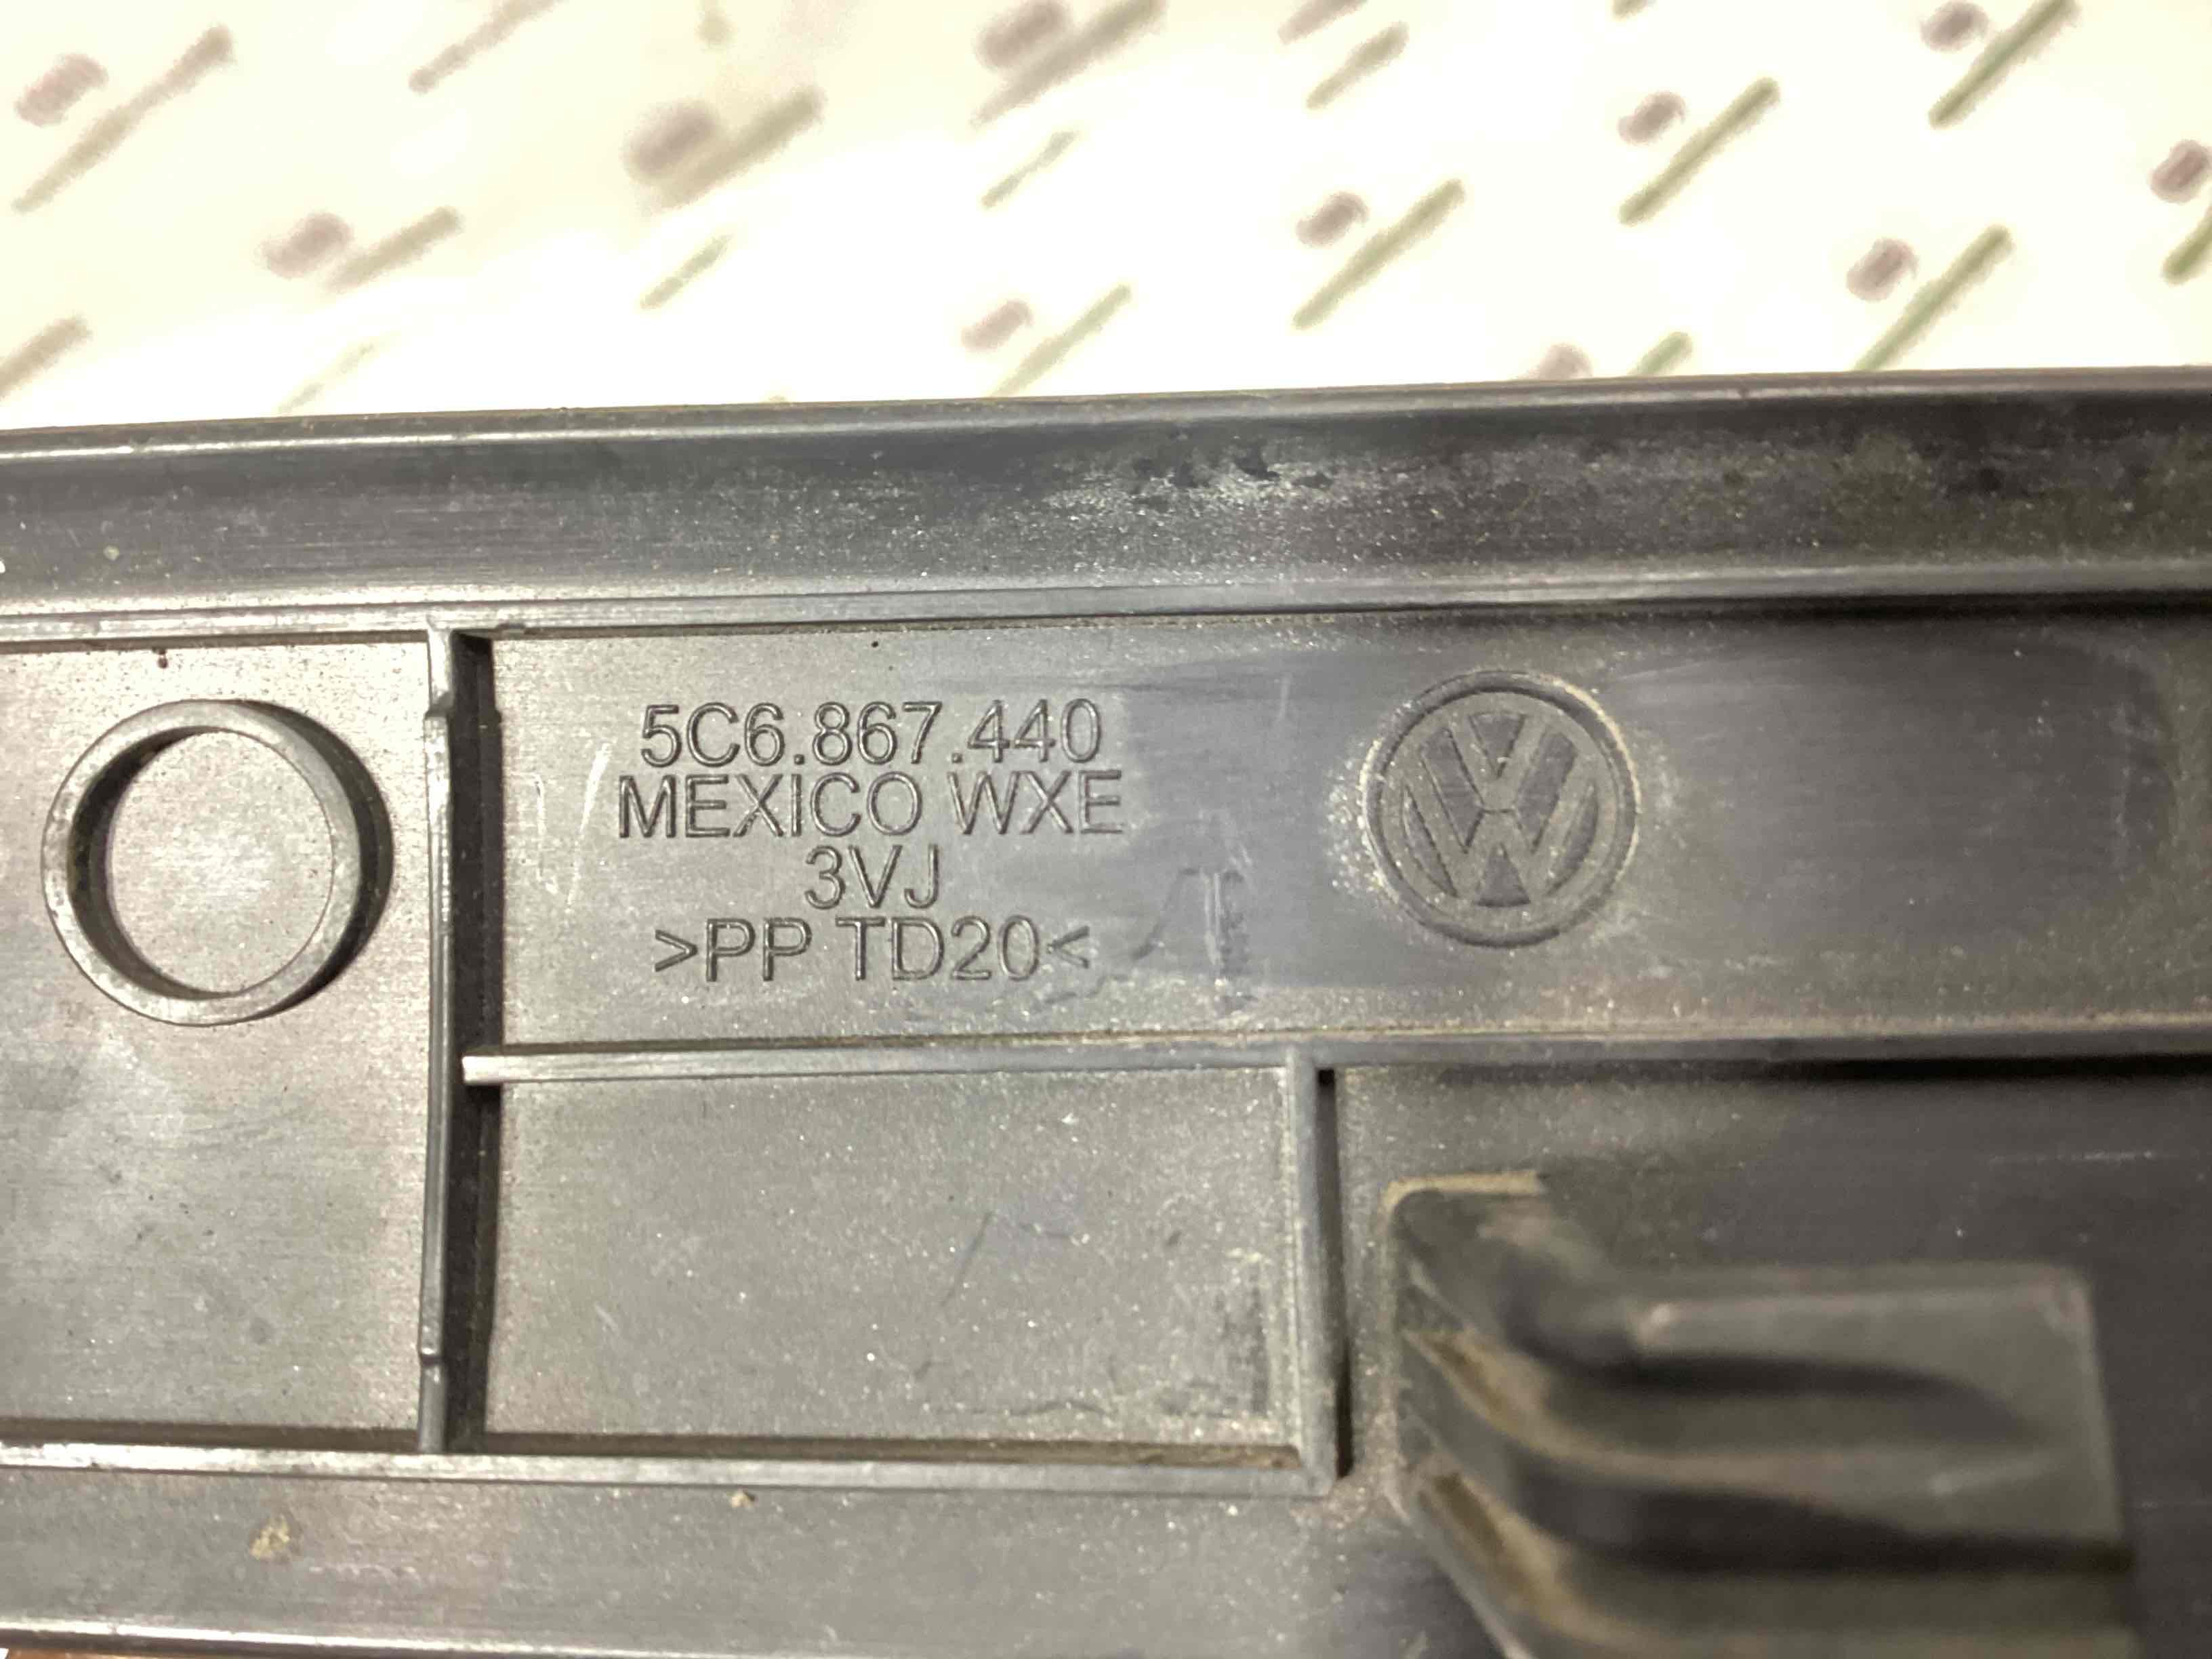 5C6.867.440
MEXICO WXE
3VJ
>PP TD20<